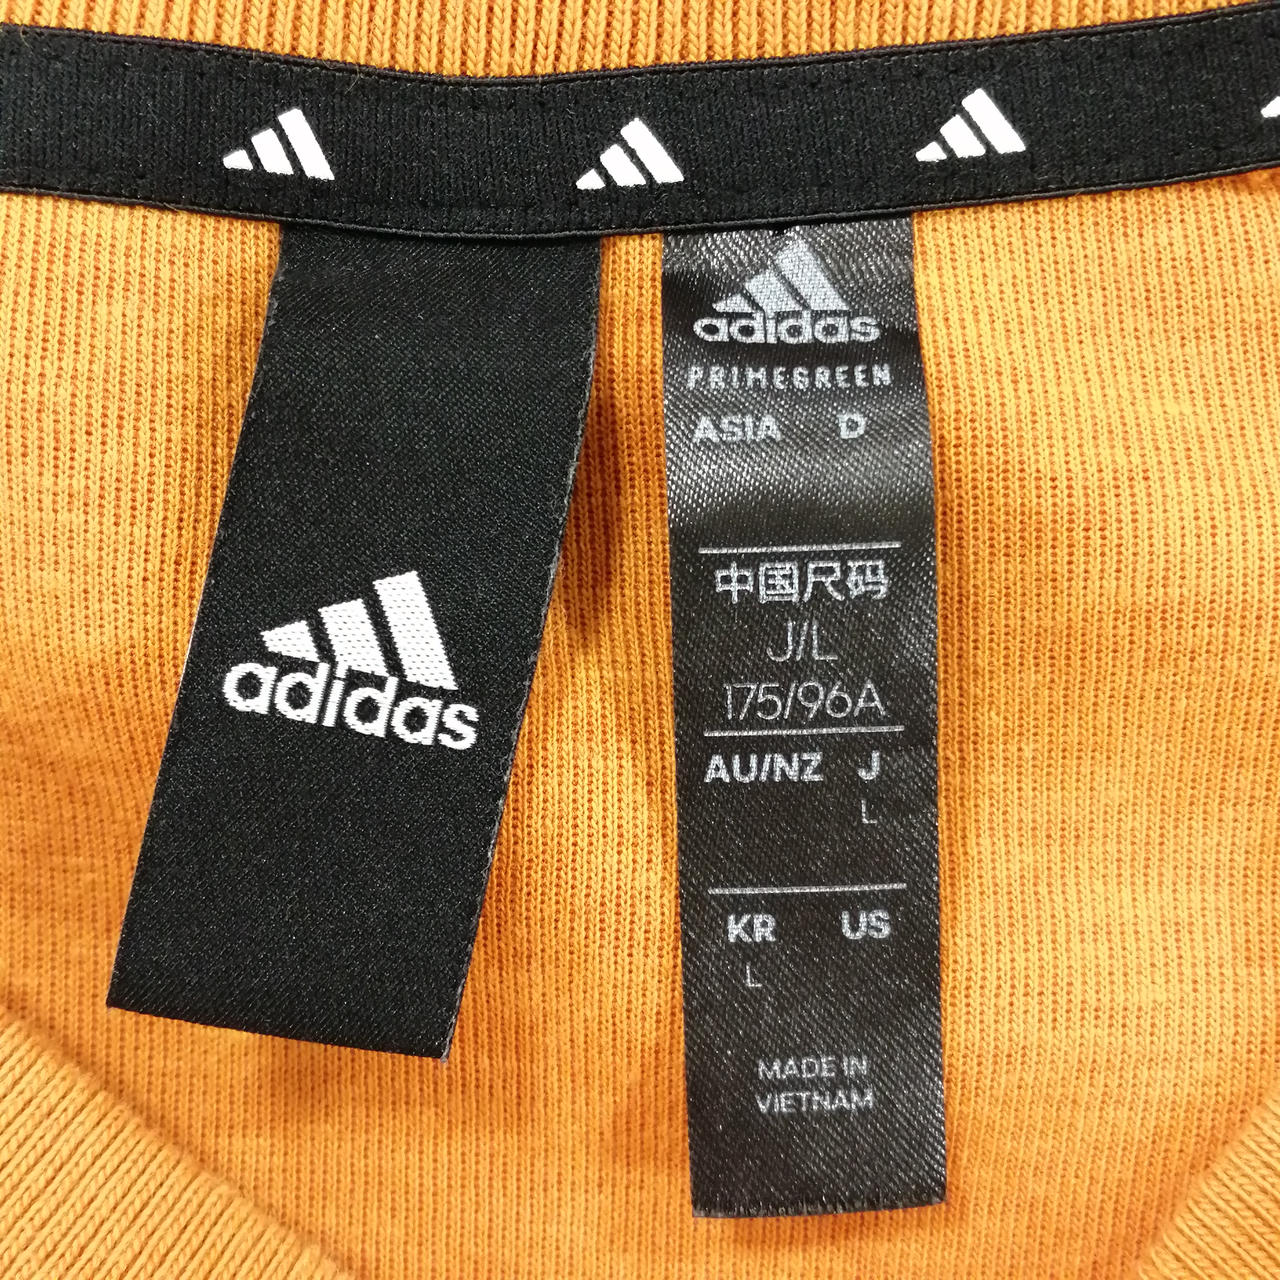 adidas
adidas
PRIMEGREEN
ASIA D
中国尺码
J/L
175/96A
AU/NZ J
L
KR US
L
MADE IN
VIETNAM